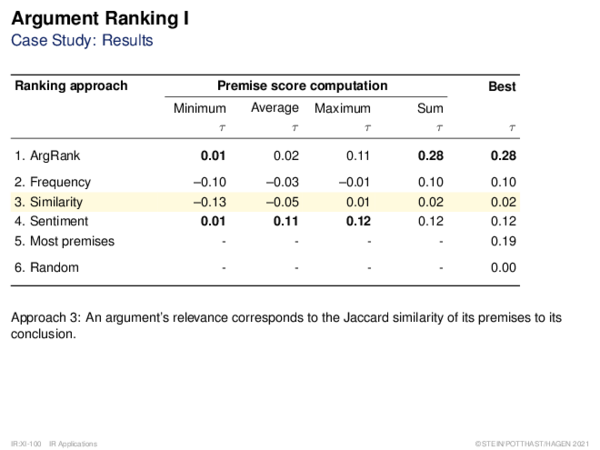 Argument Ranking I
Case Study: Results
Ranking approach Premise score computation Best
Minimum Average Maximum Sum
τ τ τ τ τ
1. ArgRank 0.01 0.02 0.11 0.28 0.28
2. Frequency –0.10 –0.03 –0.01 0.10 0.10
3. Similarity –0.13 –0.05 0.01 0.02 0.02
4. Sentiment 0.01 0.11 0.12 0.12 0.12
5. Most premises - - - - 0.19
6. Random - - - - 0.00
Approach 3: An argument's relevance corresponds to the Jaccard similarity of its premises to its
conclusion.
IR:XI-100 IR Applications ©STEIN/POTTHAST/HAGEN 2021